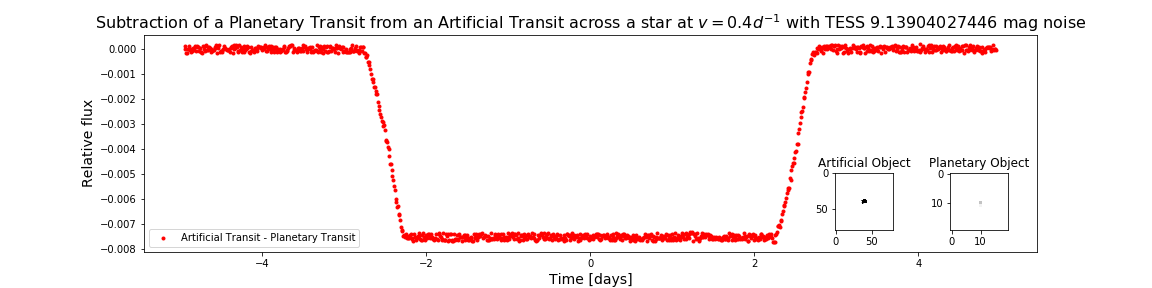 Subtraction of a Planetary Transit from an Artificial Transit across a star at v = 0.4d⁻¹ with TESS 9.13904027446 mag noise
Relative flux
0.000
−0.001
−0.002
−0.003
−0.004
−0.005
−0.006
−0.007
−0.008
Artificial Transit - Planetary Transit
Artificial Object
0
50
0 50
Planetary Object
0
10
0 10
−4 −2 0 2 4
Time [days]